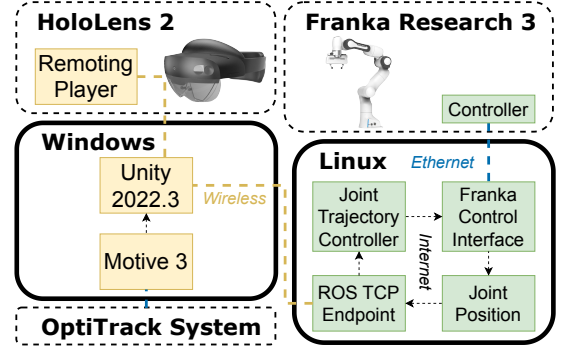 HoloLens 2
Remoting
Player
Franka Research 3
Controller
Windows
Unity
2022.3
Motive 3
Wireless
OptiTrack System
Linux
Ethernet
Joint
Trajectory
Controller
Franka
Control
Interface
Internet
ROS TCP
Endpoint
Joint
Position